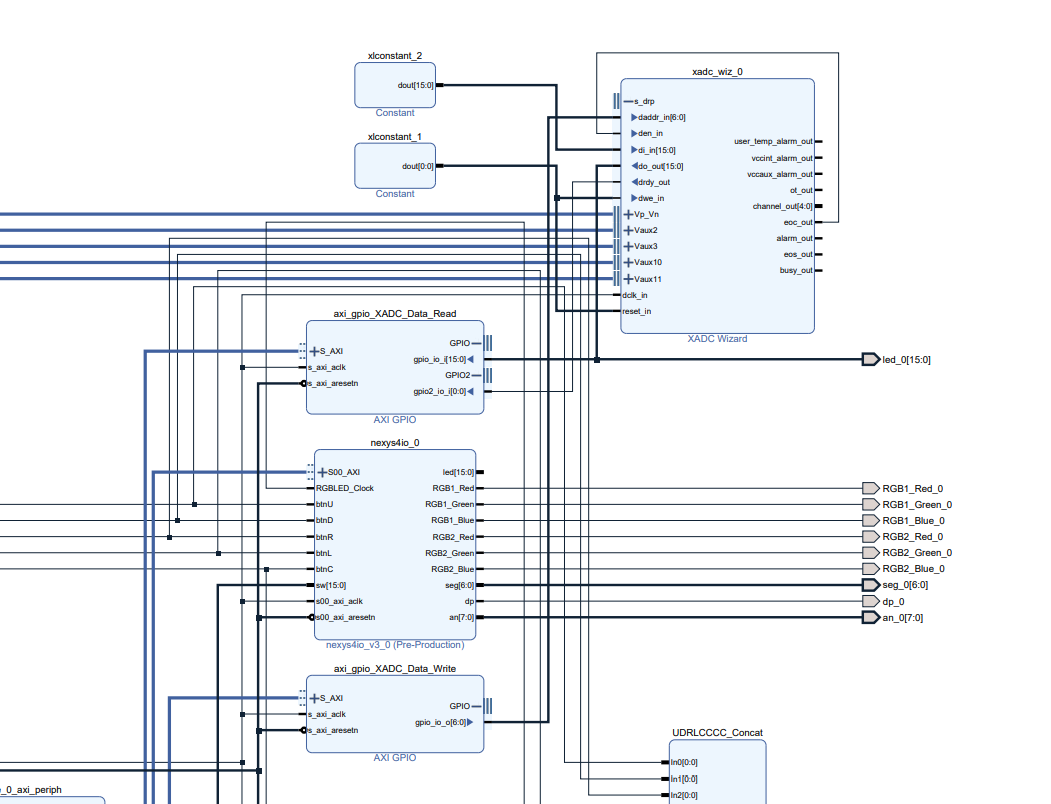 xlconstant_2
dout[15:0]
Constant
xlconstant_1
dout[0:0]
Constant
xadc_wiz_0
s_drp
daddr_in[6:0]
den_in
di_in[15:0]
do_out[15:0]
drdy_out
dwe_in
Vp_Vn
Vaux2
Vaux3
Vaux10
Vaux11
dclk_in
reset_in
user_temp_alarm_out
vccint_alarm_out
vccaux_alarm_out
ot_out
channel_out[4:0]
eoc_out
alarm_out
eos_out
busy_out
XADC Wizard
axi_gpio_XADC_Data_Read
S_AXI
s_axi_aclk
s_axi_aresetn
GPIO
gpio_io_i[15:0]
GPIO2
gpio2_io_i[0:0]
AXI GPIO
led_0[15:0]
nexys4io_0
S00_AXI
RGBLED_Clock
btnU
btnD
btnR
btnL
btnC
sw[15:0]
s00_axi_aclk
s00_axi_aresetn
led[15:0]
RGB1_Red
RGB1_Green
RGB1_Blue
RGB2_Red
RGB2_Green
RGB2_Blue
seg[6:0]
dp
an[7:0]
nexys4io_v3_0 (Pre-Production)
RGB1_Red_0
RGB1_Green_0
RGB1_Blue_0
RGB2_Red_0
RGB2_Green_0
RGB2_Blue_0
seg_0[6:0]
dp_0
an_0[7:0]
axi_gpio_XADC_Data_Write
S_AXI
s_axi_aclk
s_axi_aresetn
GPIO
gpio_io_o[6:0]
AXI GPIO
UDRLCCCC_Concat
In0[0:0]
In1[0:0]
In2[0:0]
_0_axi_periph